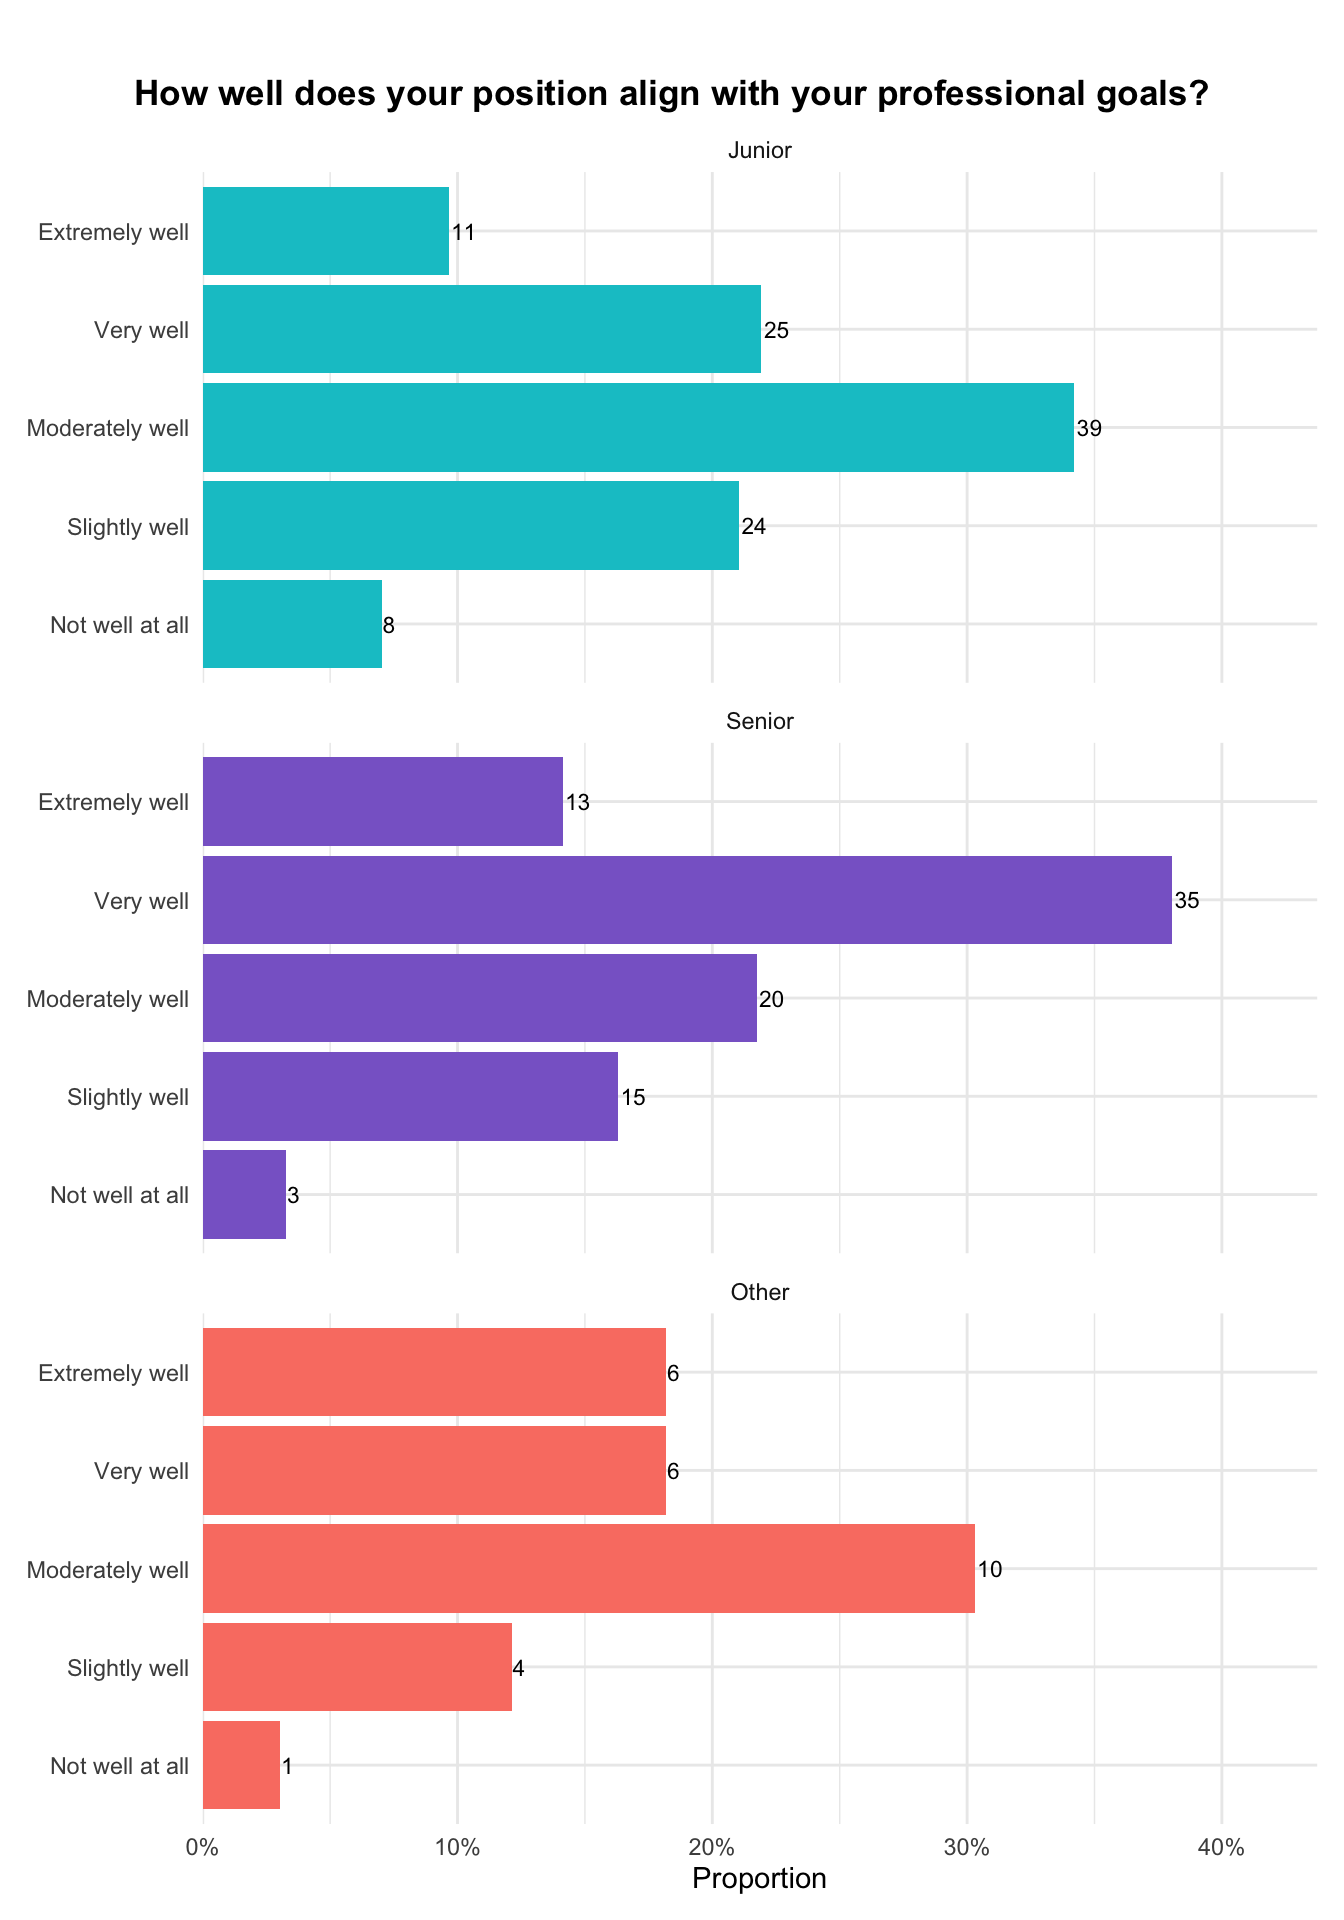 How well does your position align with your professional goals?
Junior
Extremely well
11
Very well
25
Moderately well
39
Slightly well
24
Not well at all
8
Senior
Extremely well
13
Very well
35
Moderately well
20
Slightly well
15
Not well at all
3
Other
Extremely well
6
Very well
6
Moderately well
10
Slightly well
4
Not well at all
1
0% 10% 20% 30% 40%
Proportion